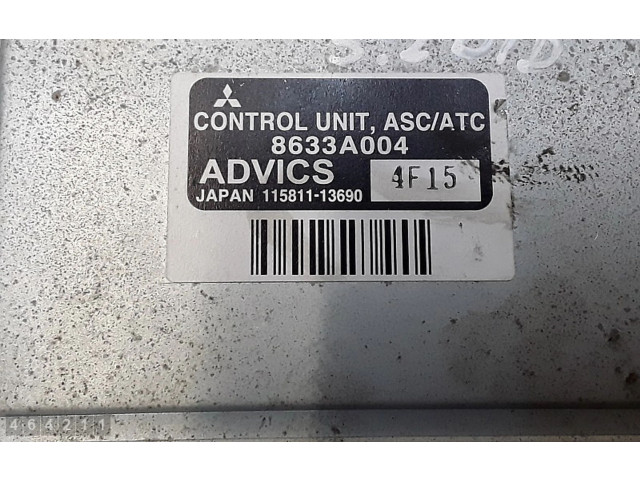 CONTROL UNIT, ASC/ATC
8633A004
ADVICS 4F15
JAPAN 115811-13690
464211